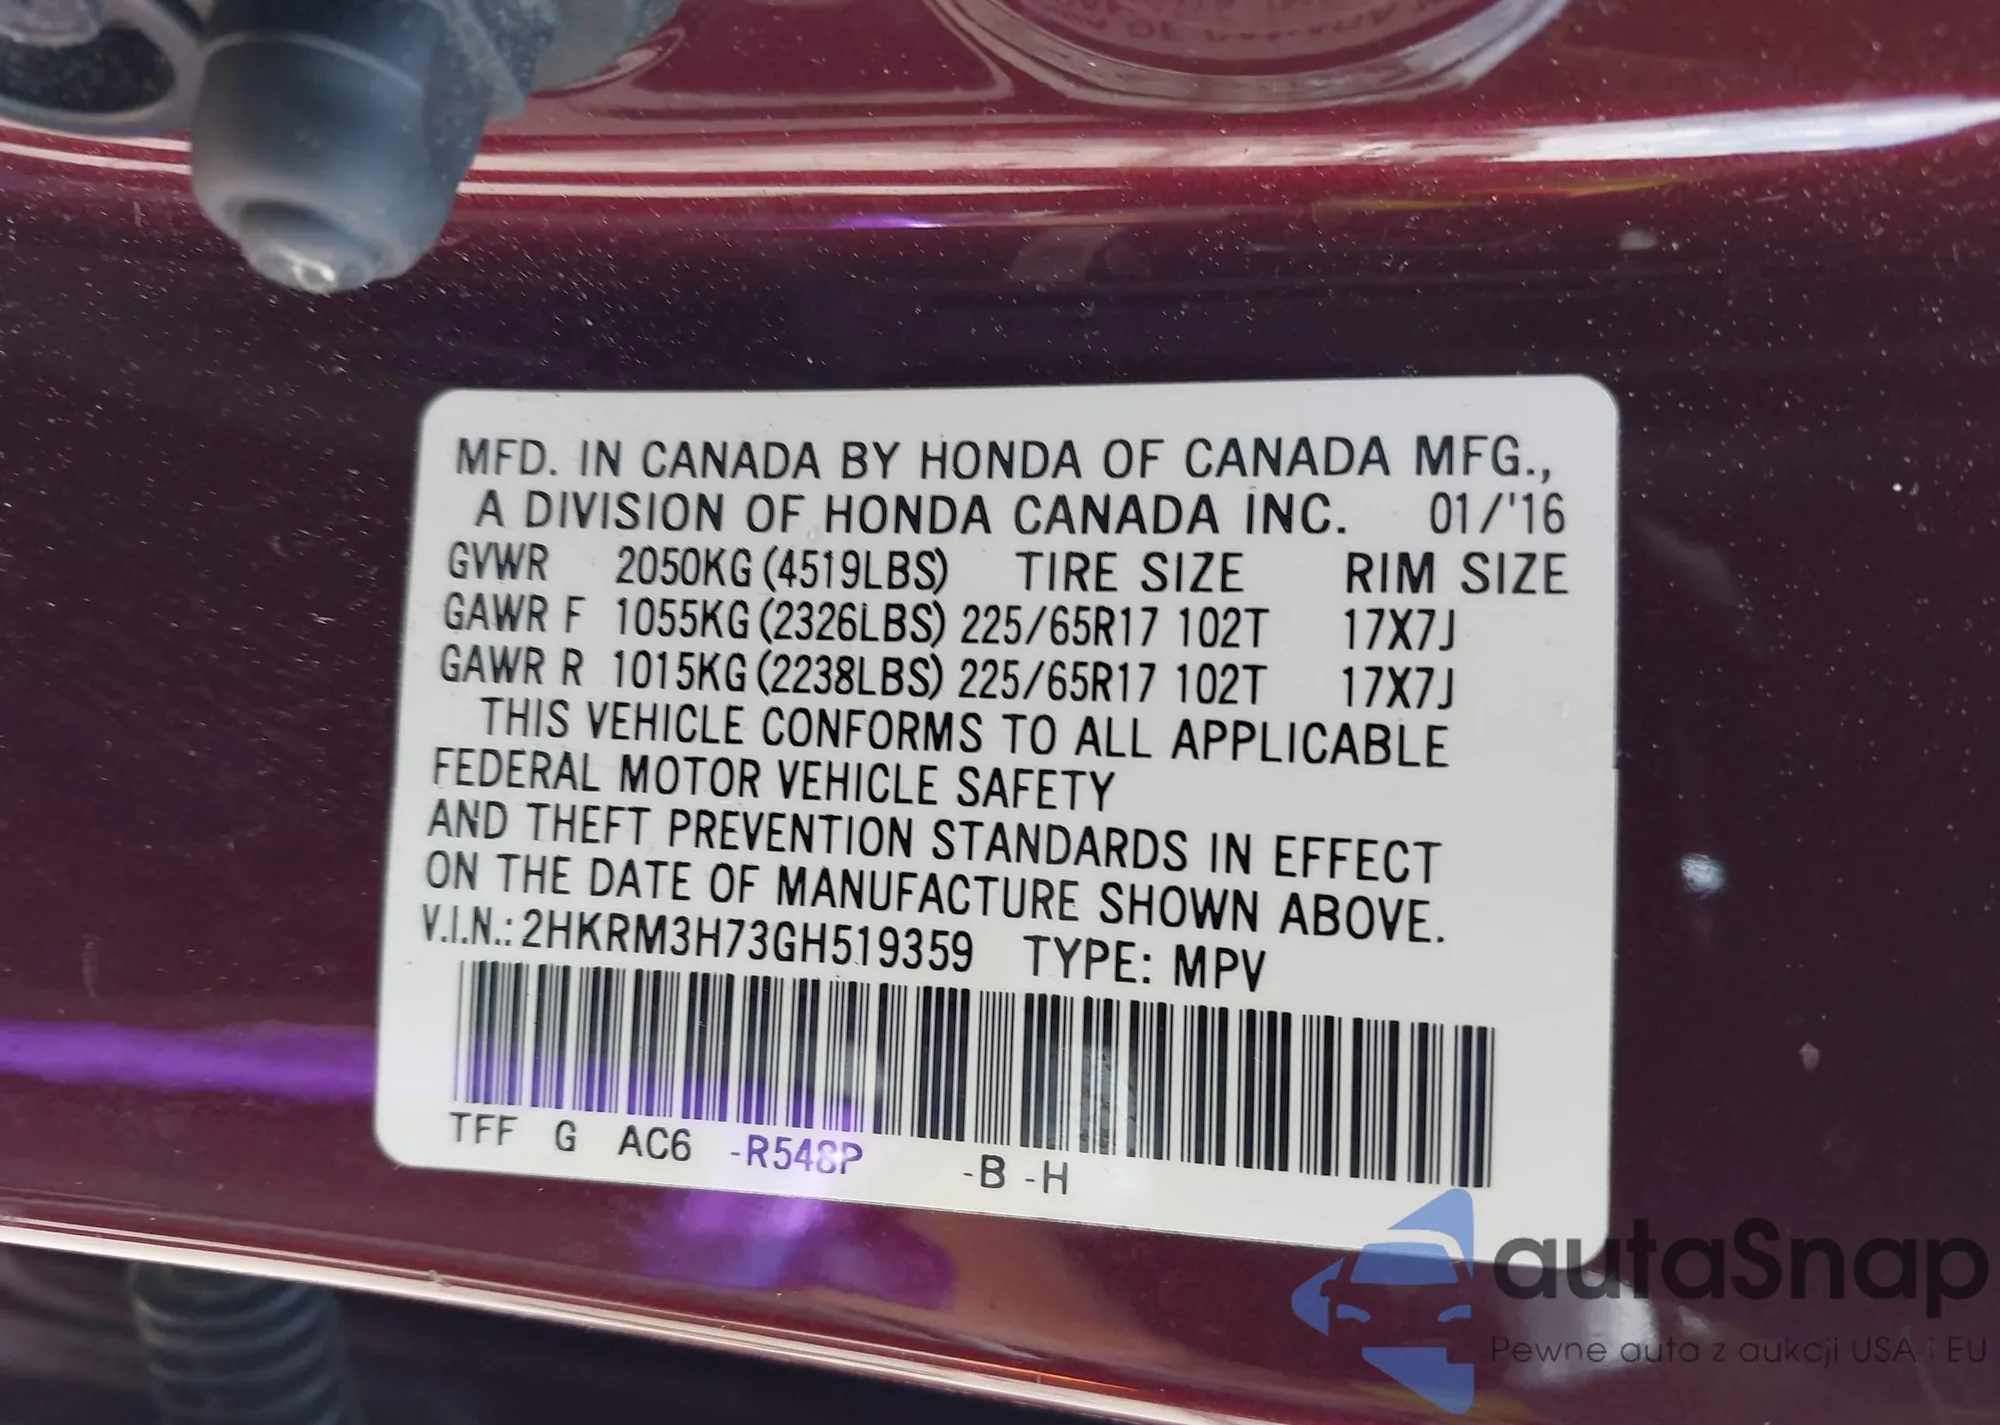 MFD. IN CANADA BY HONDA OF CANADA MFG.,
A DIVISION OF HONDA CANADA INC. 01/'16
GVWR 2050KG (4519LBS) TIRE SIZE RIM SIZE
GAWR F 1055KG (2326LBS) 225/65R17 102T 17X7J
GAWR R 1015KG (2238LBS) 225/65R17 102T 17X7J
THIS VEHICLE CONFORMS TO ALL APPLICABLE
FEDERAL MOTOR VEHICLE SAFETY
AND THEFT PREVENTION STANDARDS IN EFFECT
ON THE DATE OF MANUFACTURE SHOWN ABOVE.
V.I.N.: 2HKRM3H73GH519359 TYPE: MPV
TFF G AC6 -R548P -B -H
autaSnap
Pewne auta z aukcji USA i EU